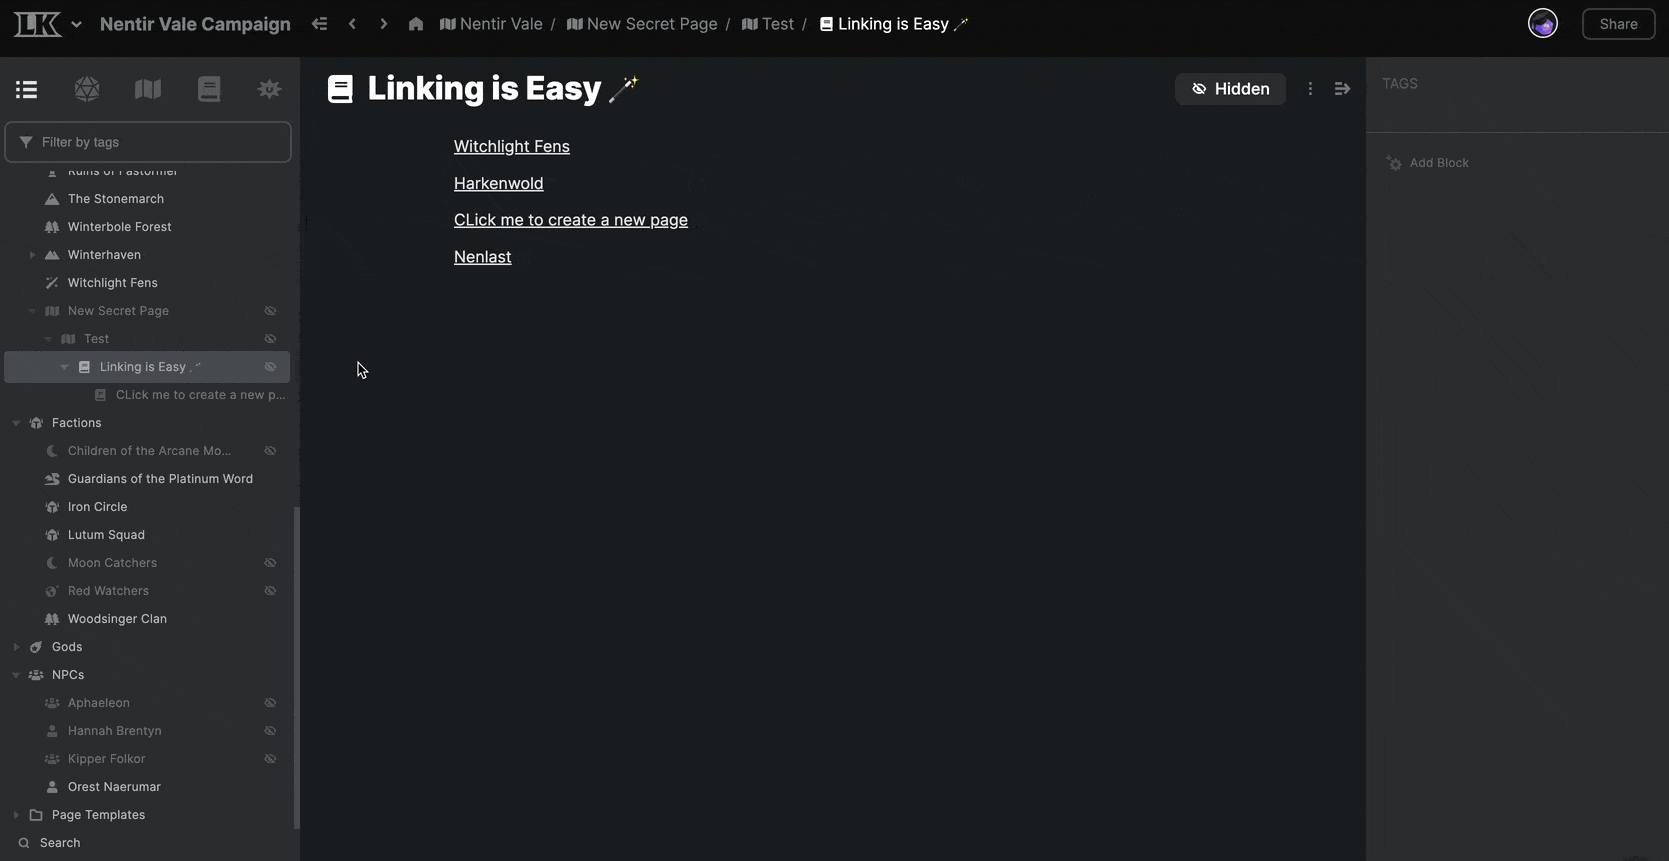 LK Nentir Vale Campaign Nentir Vale / New Secret Page / Test / Linking is Easy Share
Filter by tags
Ruins of Fastormel
The Stonemarch
Winterbole Forest
Winterhaven
Witchlight Fens
New Secret Page
Test
Linking is Easy
CLick me to create a new p...
Factions
Children of the Arcane Mo...
Guardians of the Platinum Word
Iron Circle
Lutum Squad
Moon Catchers
Red Watchers
Woodsinger Clan
Gods
NPCs
Aphaeleon
Hannah Brentyn
Kipper Folkor
Orest Naerumar
Page Templates
Search
Linking is Easy
Hidden
Witchlight Fens
Harkenwold
CLick me to create a new page
Nenlast
TAGS
Add Block